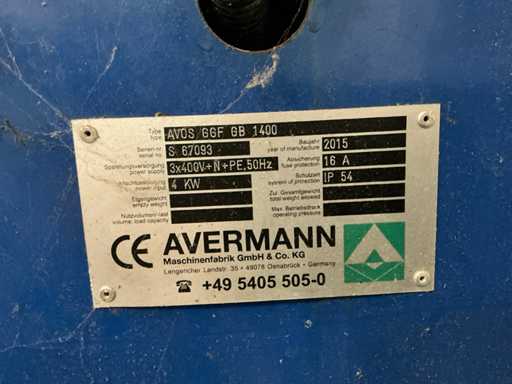 Type
type
AVOS GGF GB 1400
Serien-nr.
serial no.
S 67093
Baujahr
year of manufacture
2015
Spannungsversorgung
power supply
3x400V+N+PE,50Hz
Absicherung
fuse protection
16 A
Anschlussleistung
power input
4 KW
Schutzart
system of protection
IP 54
Eigengewicht
empty weight
Zul. Gesamtgewicht
total weight allowed
Nutzvolumen/-last
volume, load capacity
Max. Betriebsdruck
operating pressure
CE AVERMANN
Maschinenfabrik GmbH & Co. KG
Lengericher Landstr. 35 • 49078 Osnabrück • Germany
☎ +49 5405 505-0